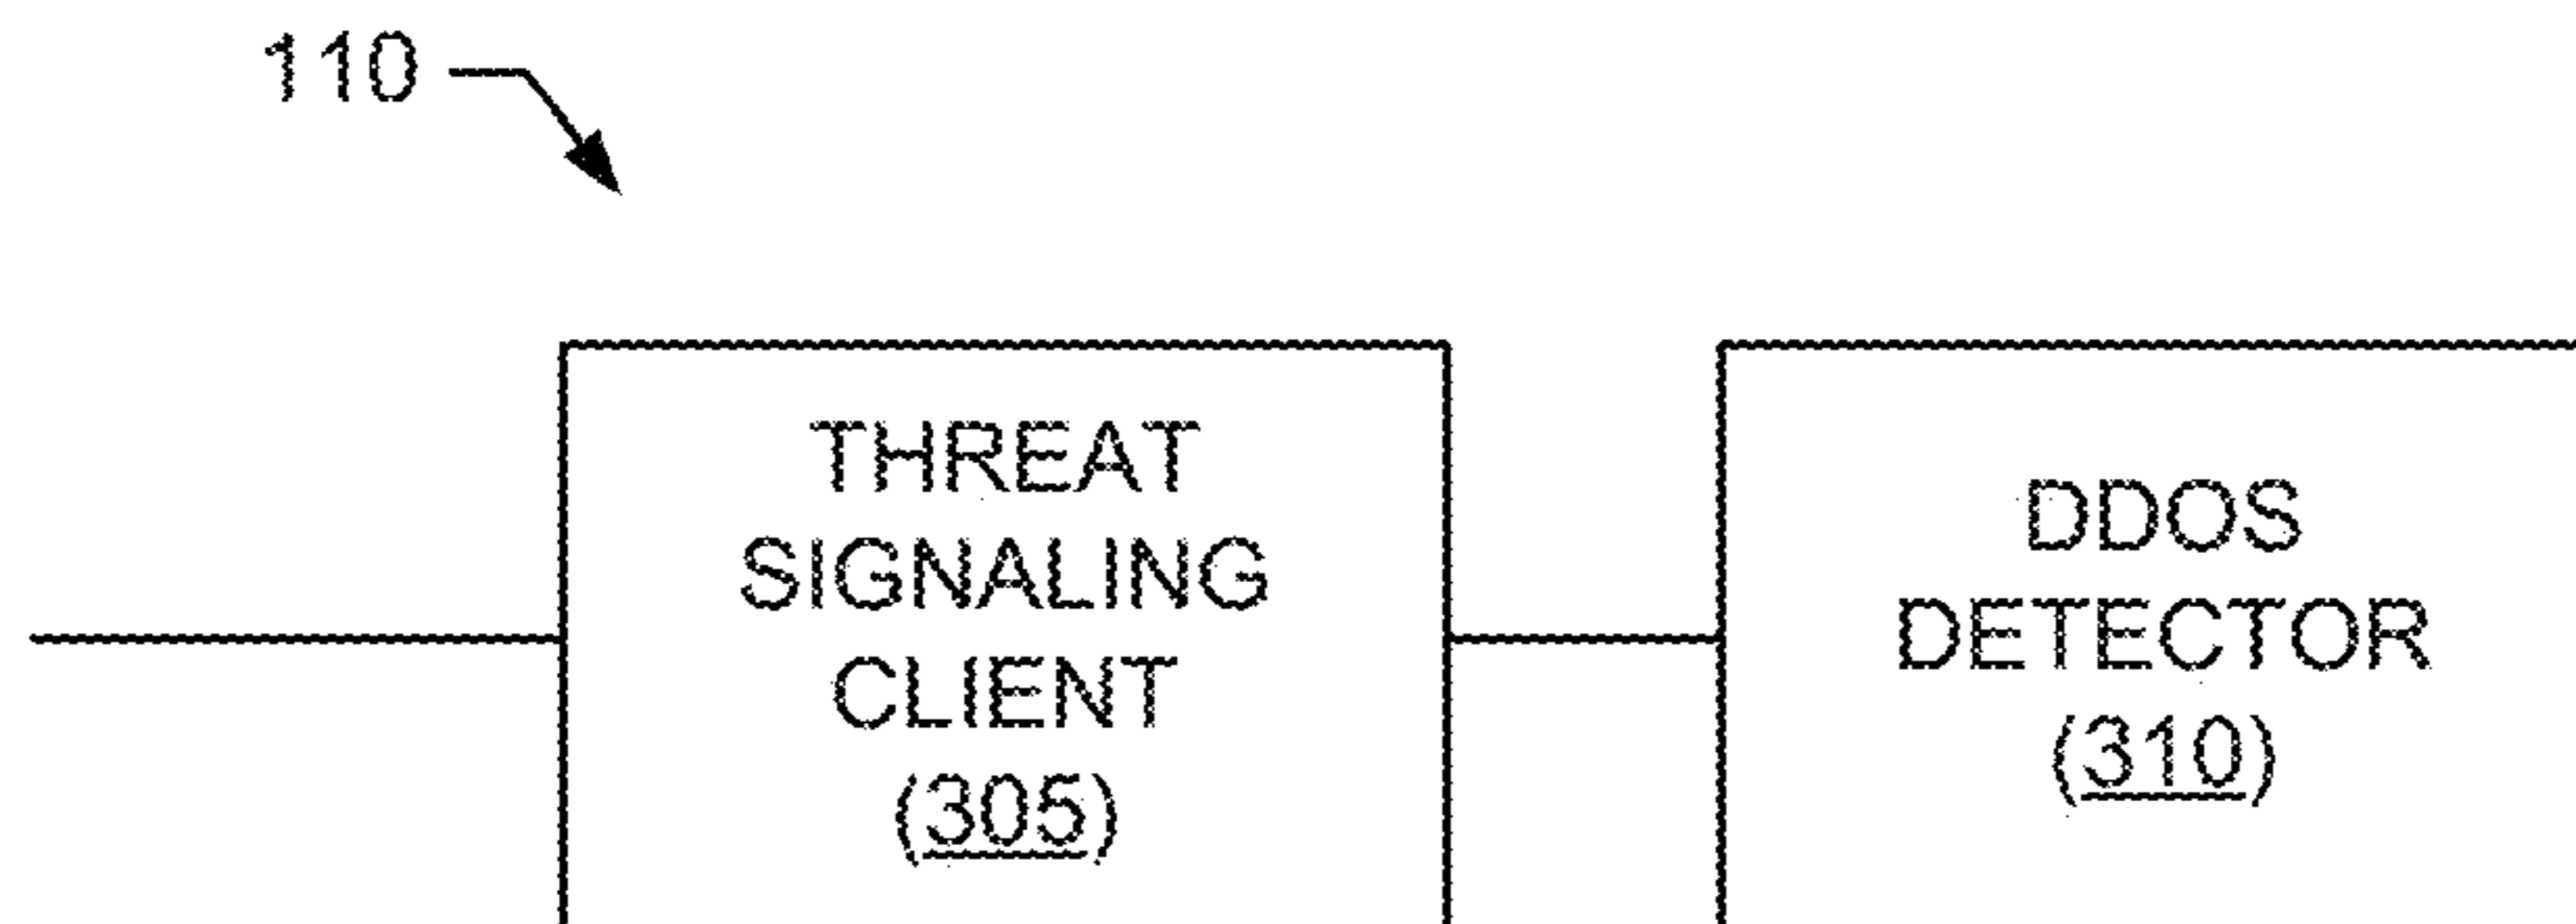 110
THREAT
SIGNALING
CLIENT
(305)
DDOS
DETECTOR
(310)